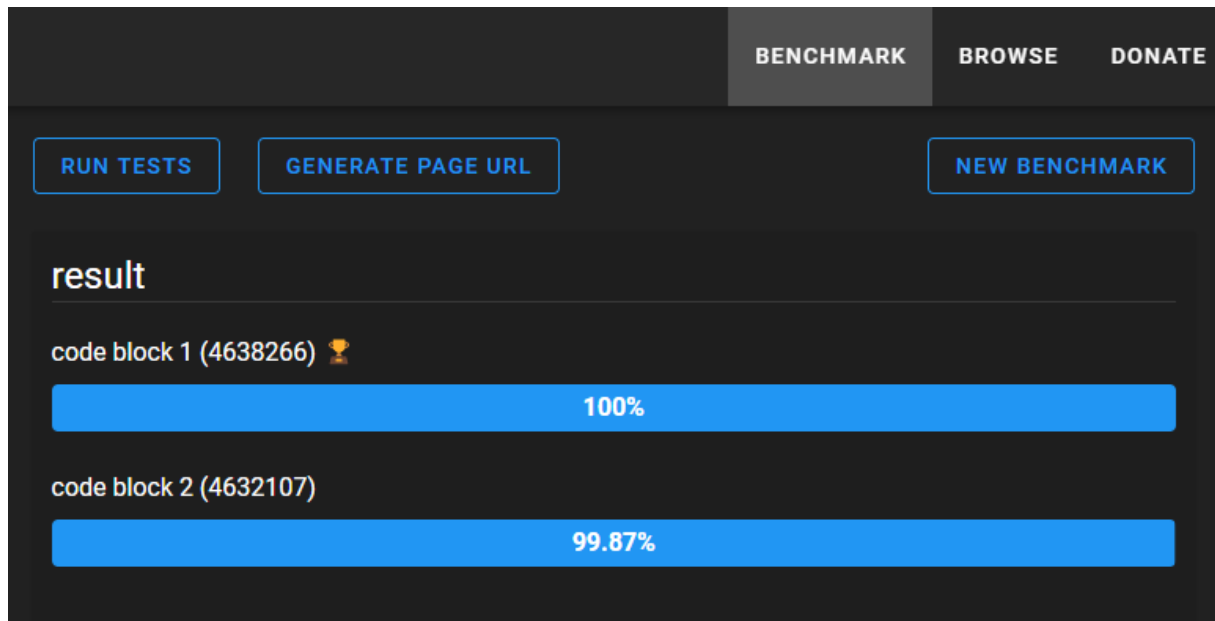 BENCHMARK BROWSE DONATE
RUN TESTS GENERATE PAGE URL NEW BENCHMARK
result
code block 1 (4638266) 🏆
100%
code block 2 (4632107)
99.87%